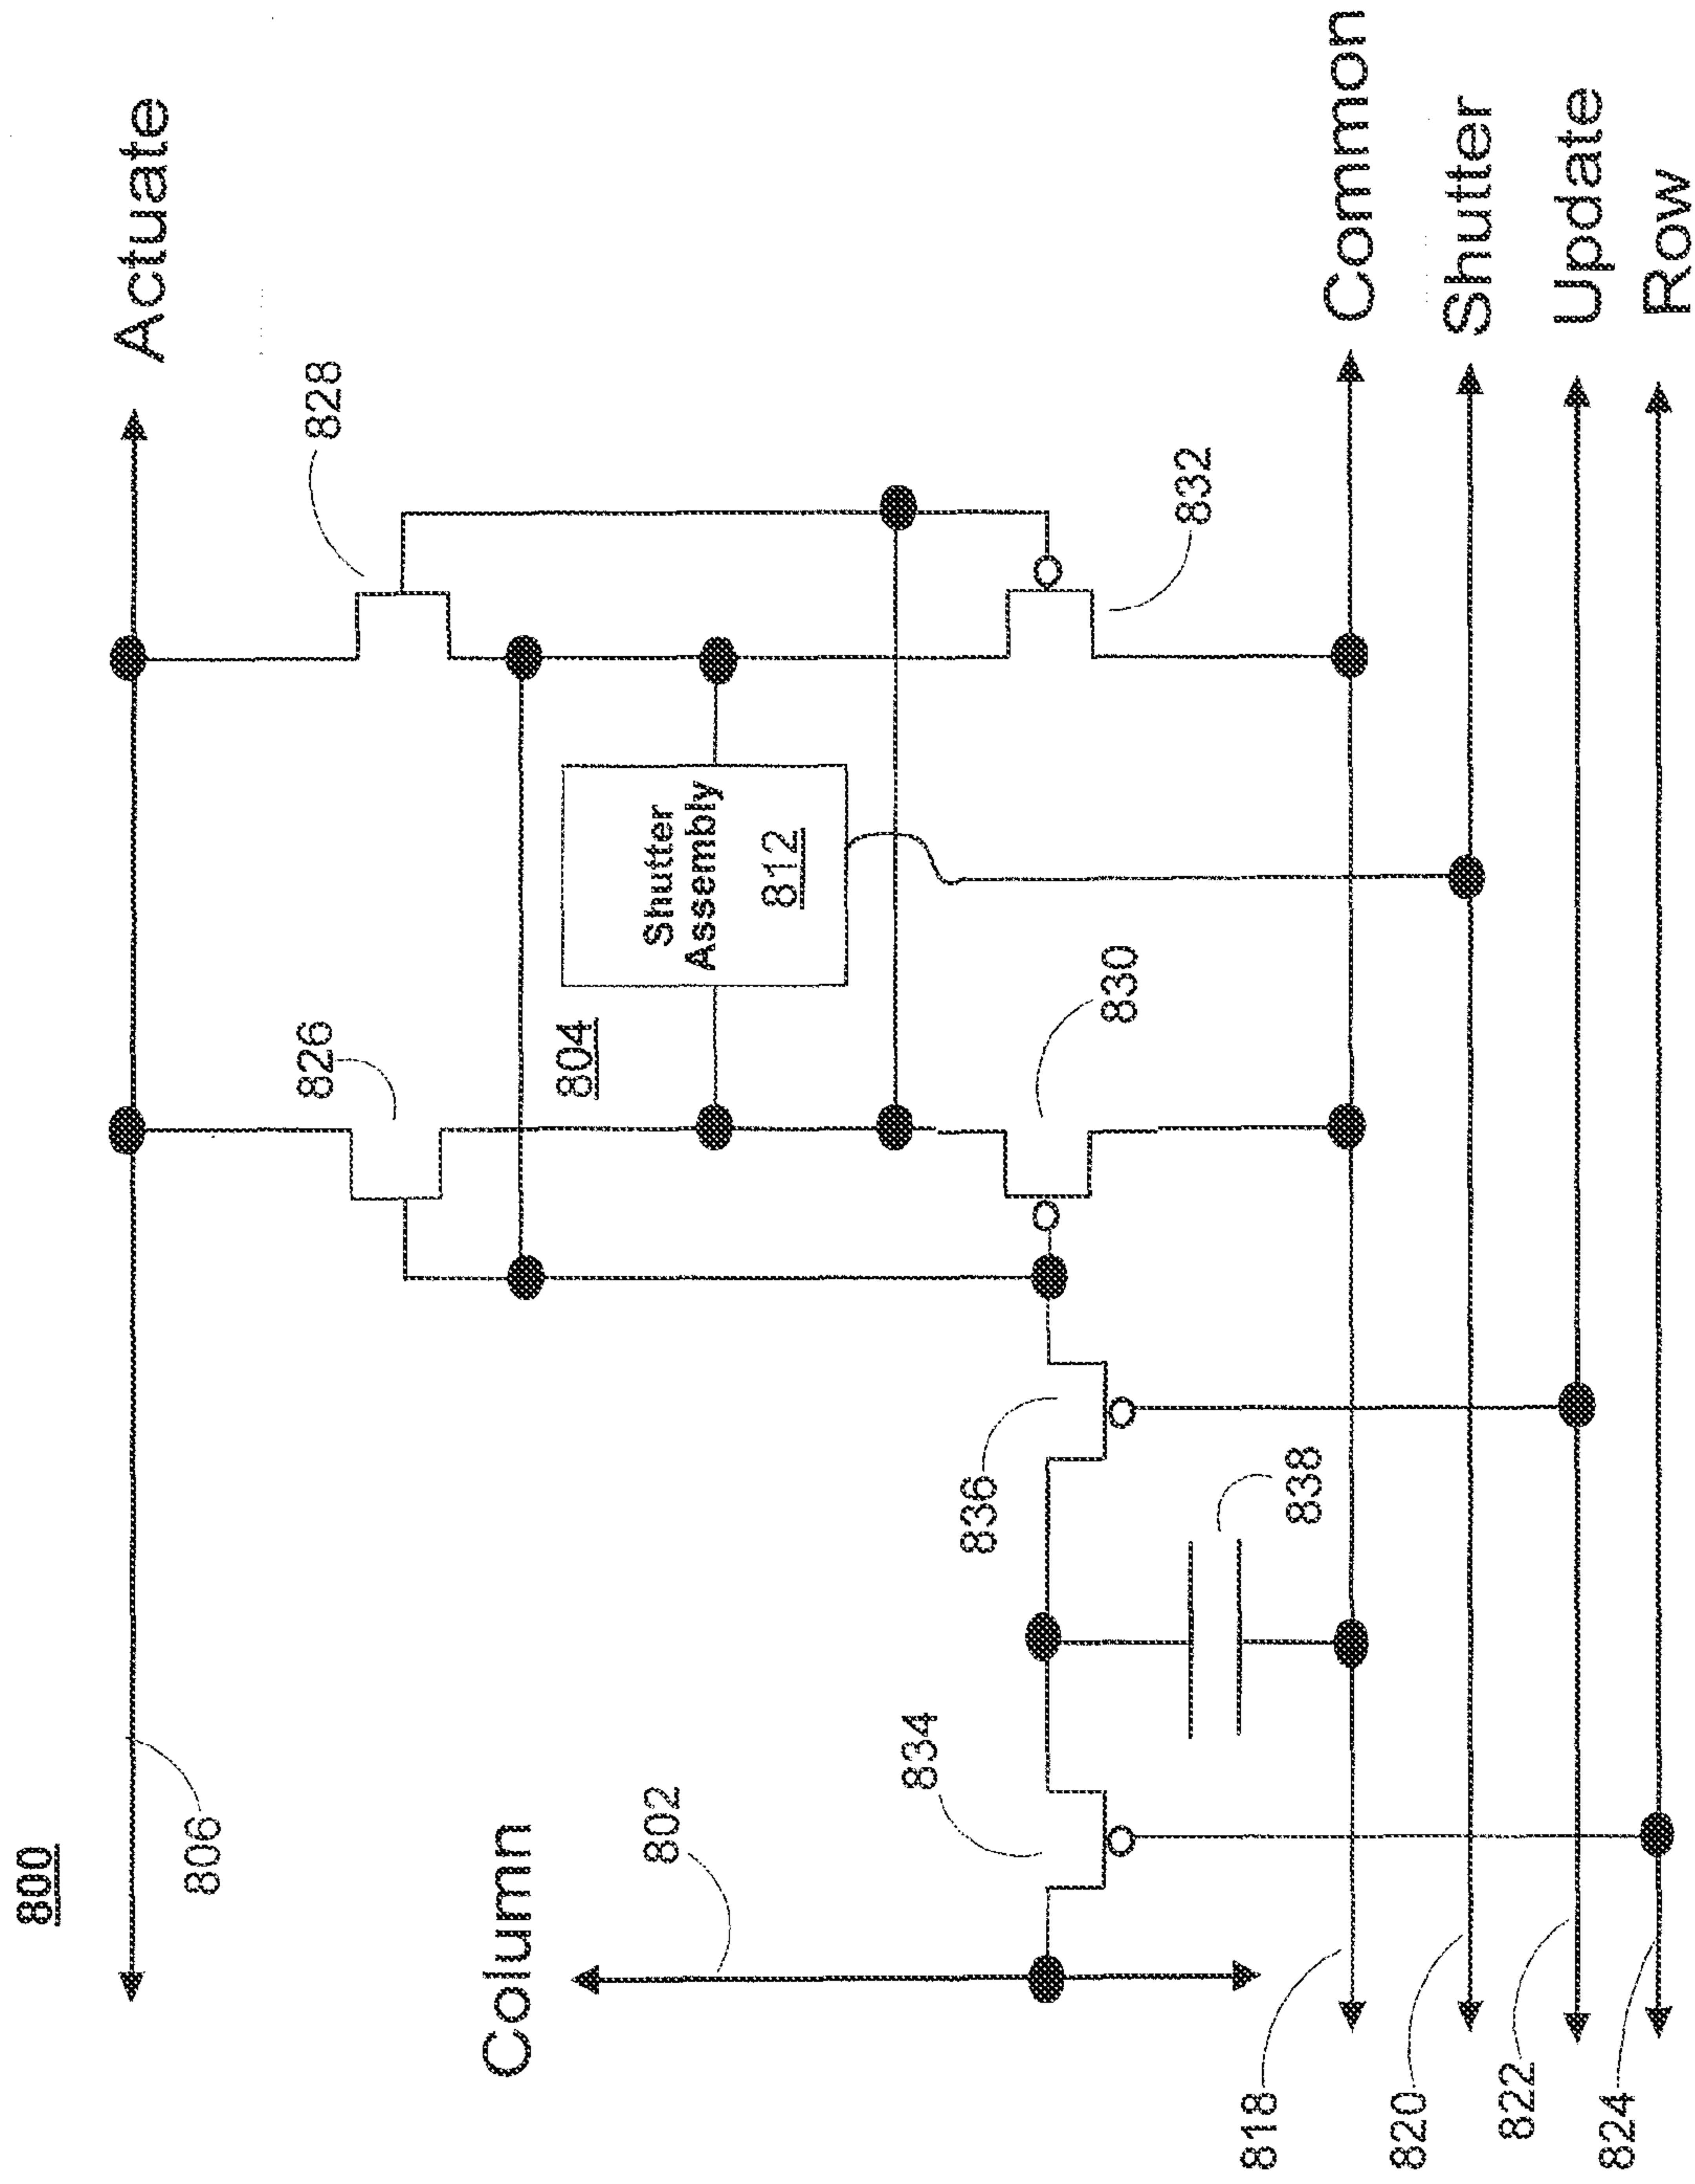 800
806
Actuate
826
828
Column
802
804
Shutter
Assembly
812
834
836
838
830
832
818
Common
820
Shutter
822
Update
824
Row